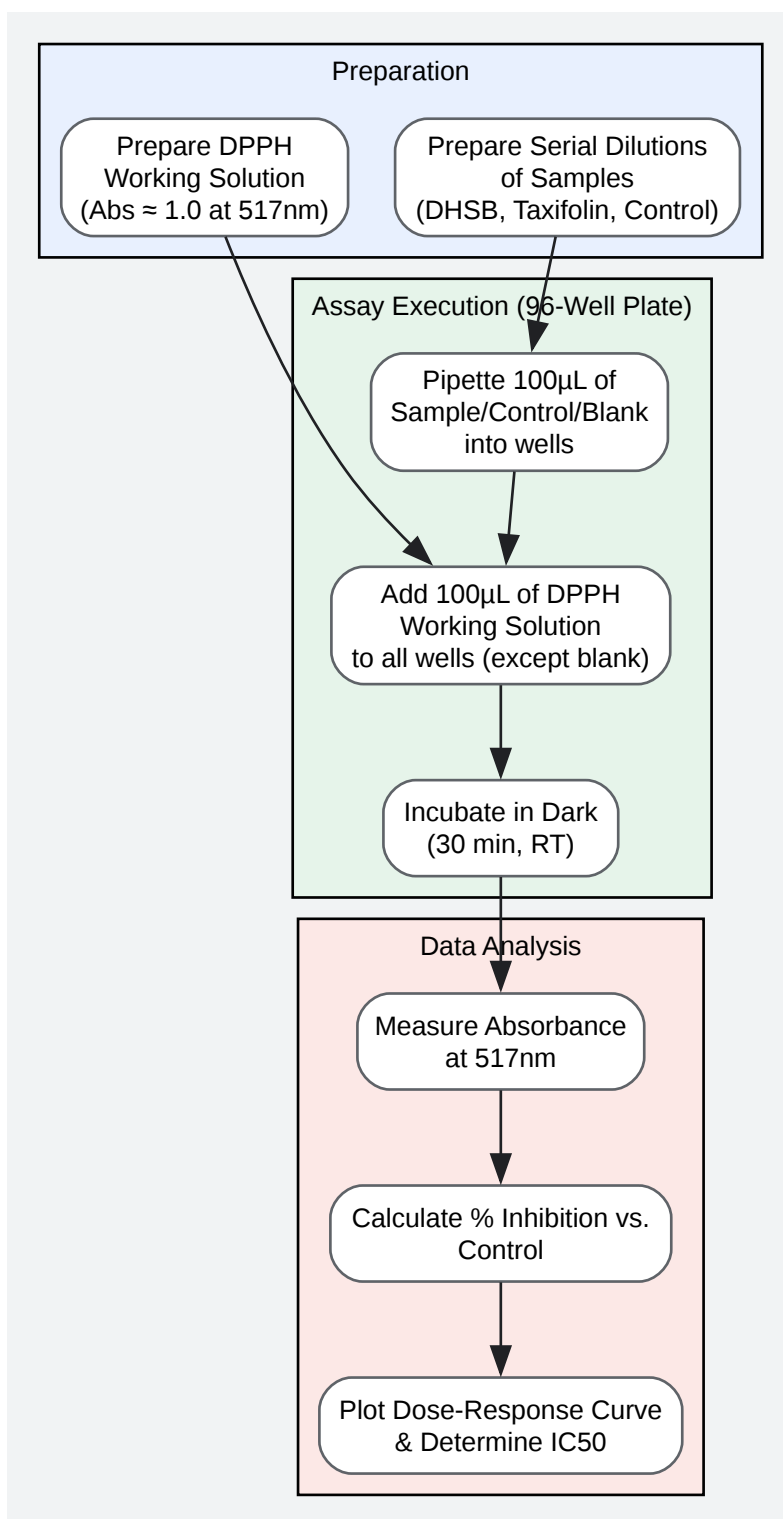 Preparation
Prepare DPPH
Working Solution
(Abs ≈ 1.0 at 517nm)
Prepare Serial Dilutions
of Samples
(DHSB, Taxifolin, Control)
Assay Execution (96-Well Plate)
Pipette 100µL of
Sample/Control/Blank
into wells
Add 100µL of DPPH
Working Solution
to all wells (except blank)
Incubate in Dark
(30 min, RT)
Data Analysis
Measure Absorbance
at 517nm
Calculate % Inhibition vs.
Control
Plot Dose-Response Curve
& Determine IC50